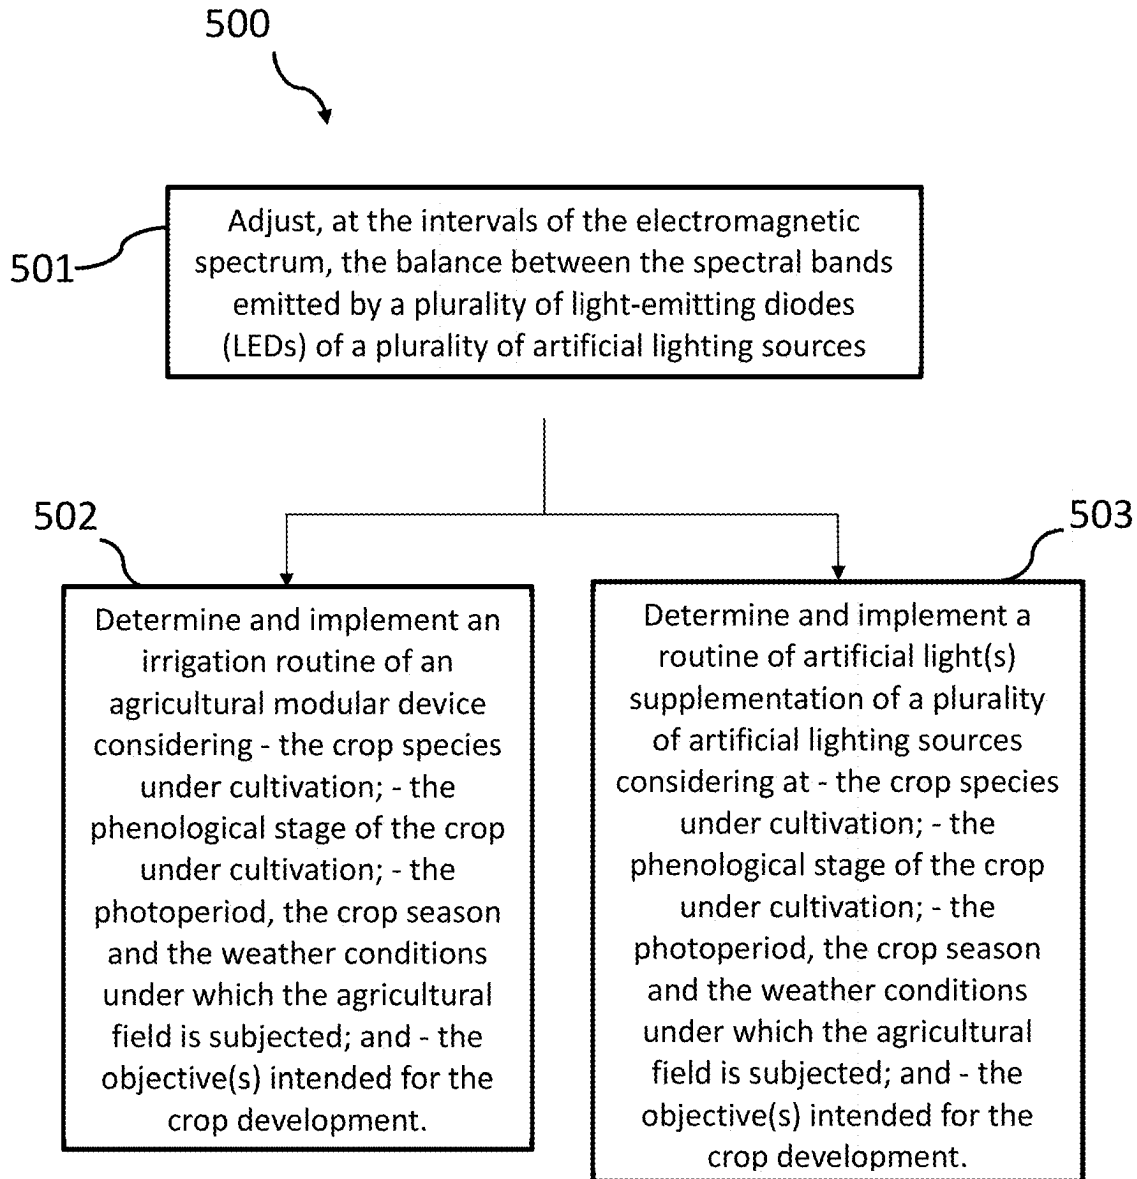 500
501
Adjust, at the intervals of the electromagnetic
spectrum, the balance between the spectral bands
emitted by a plurality of light-emitting diodes
(LEDs) of a plurality of artificial lighting sources
502
Determine and implement an
irrigation routine of an
agricultural modular device
considering - the crop species
under cultivation; - the
phenological stage of the crop
under cultivation; - the
photoperiod, the crop season
and the weather conditions
under which the agricultural
field is subjected; and - the
objective(s) intended for the
crop development.
503
Determine and implement a
routine of artificial light(s)
supplementation of a plurality
of artificial lighting sources
considering at - the crop species
under cultivation; - the
phenological stage of the crop
under cultivation; - the
photoperiod, the crop season
and the weather conditions
under which the agricultural
field is subjected; and - the
objective(s) intended for the
crop development.